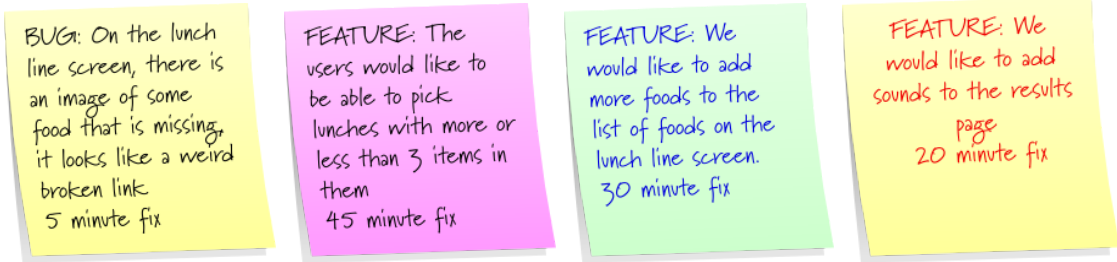 BUG: On the lunch
line screen, there is
an image of some
food that is missing,
it looks like a weird
broken link
5 minute fix
FEATURE: The
users would like to
be able to pick
lunches with more or
less than 3 items in
them
45 minute fix
FEATURE: We
would like to add
more foods to the
list of foods on the
lunch line screen.
30 minute fix
FEATURE: We
would like to add
sounds to the results
page
20 minute fix